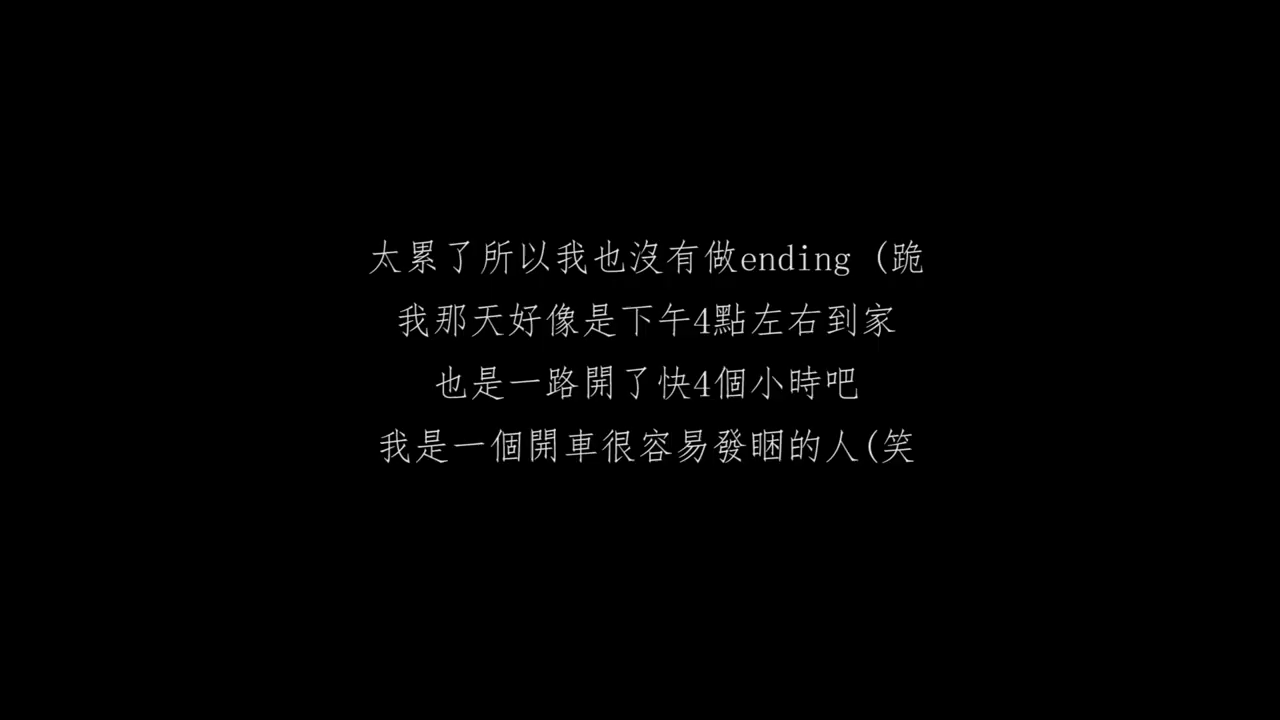 太累了所以我也沒有做ending (跪
我那天好像是下午4點左右到家
也是一路開了快4個小時吧
我是一個開車很容易發睏的人(笑